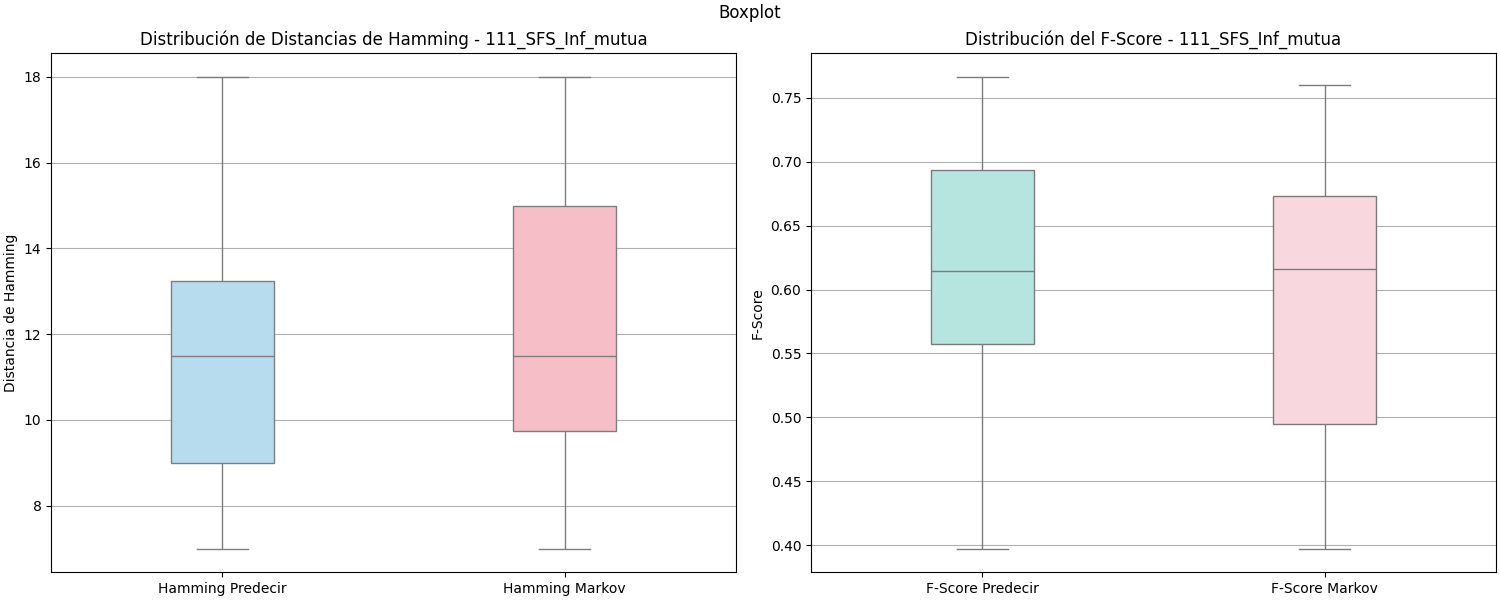 Boxplot
Distribución de Distancias de Hamming - 111_SFS_Inf_mutua
Distancia de Hamming
18
16
14
12
10
8
Hamming Predecir
Hamming Markov
Distribución del F-Score - 111_SFS_Inf_mutua
F-Score
0.75
0.70
0.65
0.60
0.55
0.50
0.45
0.40
F-Score Predecir
F-Score Markov